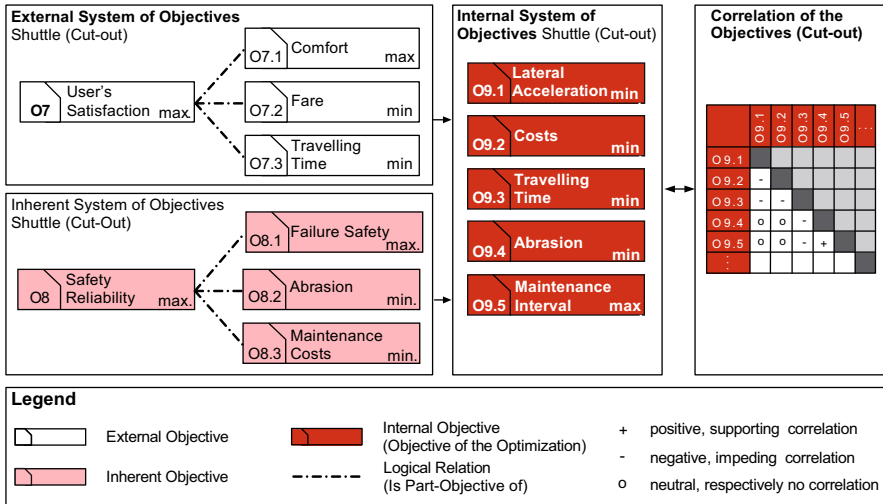 External System of Objectives
Shuttle (Cut-out)
O7
User's
Satisfaction
max.
O7.1
Comfort
max
O7.2
Fare
min
O7.3
Travelling
Time
min
Inherent System of Objectives
Shuttle (Cut-Out)
O8
Safety
Reliability
max.
O8.1
Failure Safety
max.
O8.2
Abrasion
min.
O8.3
Maintenance
Costs
min.
Internal System of
Objectives Shuttle (Cut-out)
O9.1
Lateral
Acceleration
min
O9.2
Costs
min
O9.3
Travelling
Time
min
O9.4
Abrasion
min
O9.5
Maintenance
Interval
max
Correlation of the
Objectives (Cut-out)
O9.1 O9.2 O9.3 O9.4 O9.5 ...
O9.1
O9.2 -
O9.3 - -
O9.4 o o -
O9.5 o o - +
...
Legend
External Objective
Inherent Objective
Internal Objective
(Objective of the Optimization)
Logical Relation
(Is Part-Objective of)
+ positive, supporting correlation
- negative, impeding correlation
o neutral, respectively no correlation